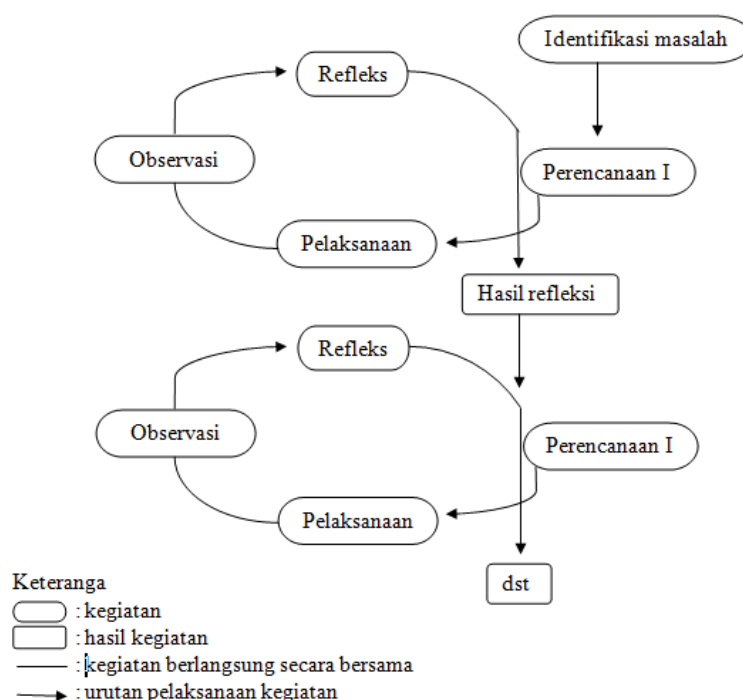 Identifikasi masalah
Refleks
Observasi
Perencanaan I
Pelaksanaan
Hasil refleksi
Refleks
Observasi
Perencanaan I
Pelaksanaan
dst
Keteranga
: kegiatan
: hasil kegiatan
: kegiatan berlangsung secara bersama
: urutan pelaksanaan kegiatan